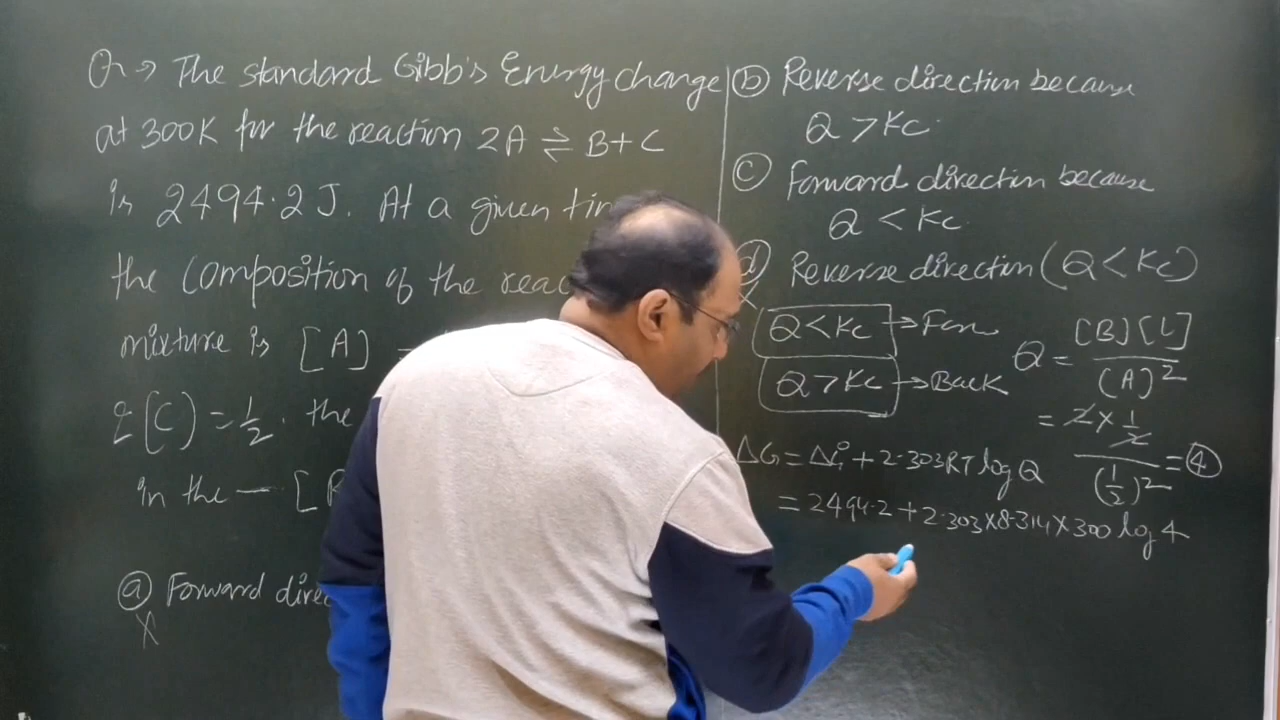 Q → The standard Gibb's Energy change
at 300K for the reaction 2A ⇌ B+C
is 2494.2 J. At a given
the composition of the
mixture is [A]
& [C] = 1/2. the
in the —
(a) Forward
X
(b) Reverse direction because
Q > Kc.
(c) Forward direction because
Q < Kc.
(d) Reverse direction (Q < Kc)
X
Q < Kc → For
Q > Kc → Back
Q = [B][C] / (A)²
= 2 × 1/2 / (1/2)² = 4
ΔG = ΔG° + 2.303RT log Q
= 2494.2 + 2.303×8.314×300 log 4